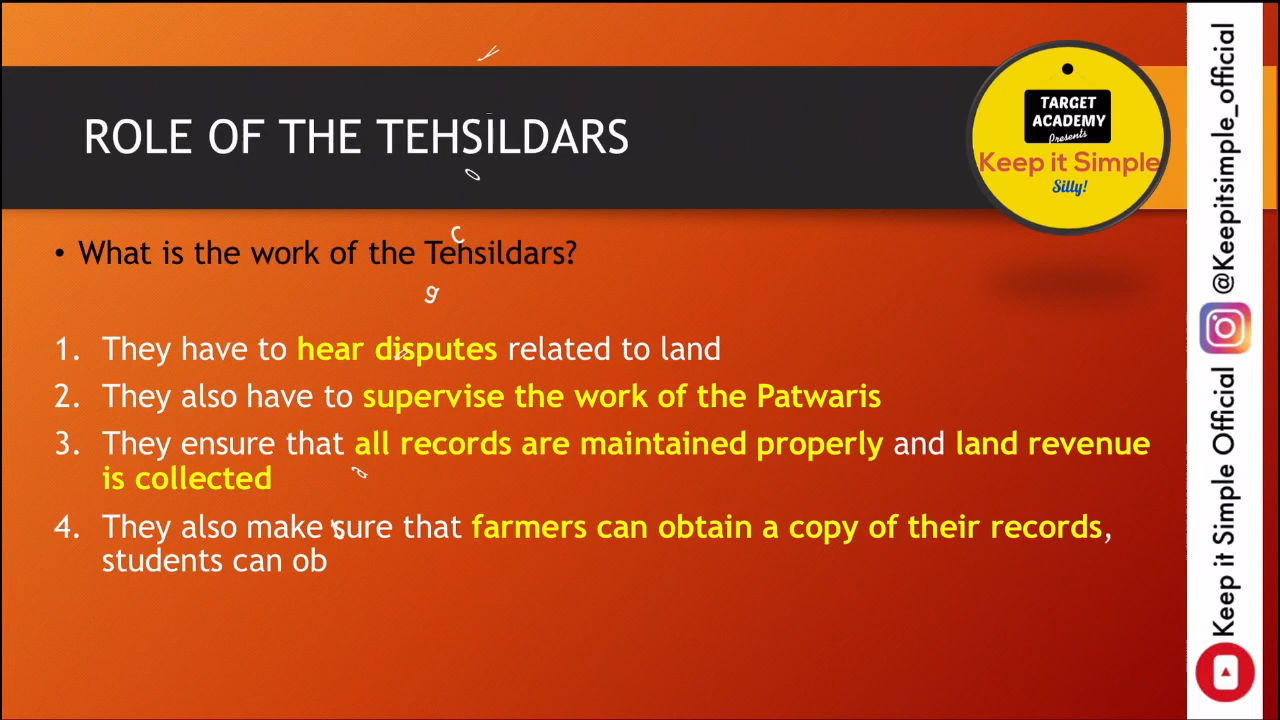 ROLE OF THE TEHSILDARS
TARGET
ACADEMY
Presents
Keep it Simple
Silly!
• What is the work of the Tehsildars?
1. They have to hear disputes related to land
2. They also have to supervise the work of the Patwaris
3. They ensure that all records are maintained properly and land revenue
is collected
4. They also make sure that farmers can obtain a copy of their records,
students can ob
@Keepitsimple_official
Keep it Simple Official